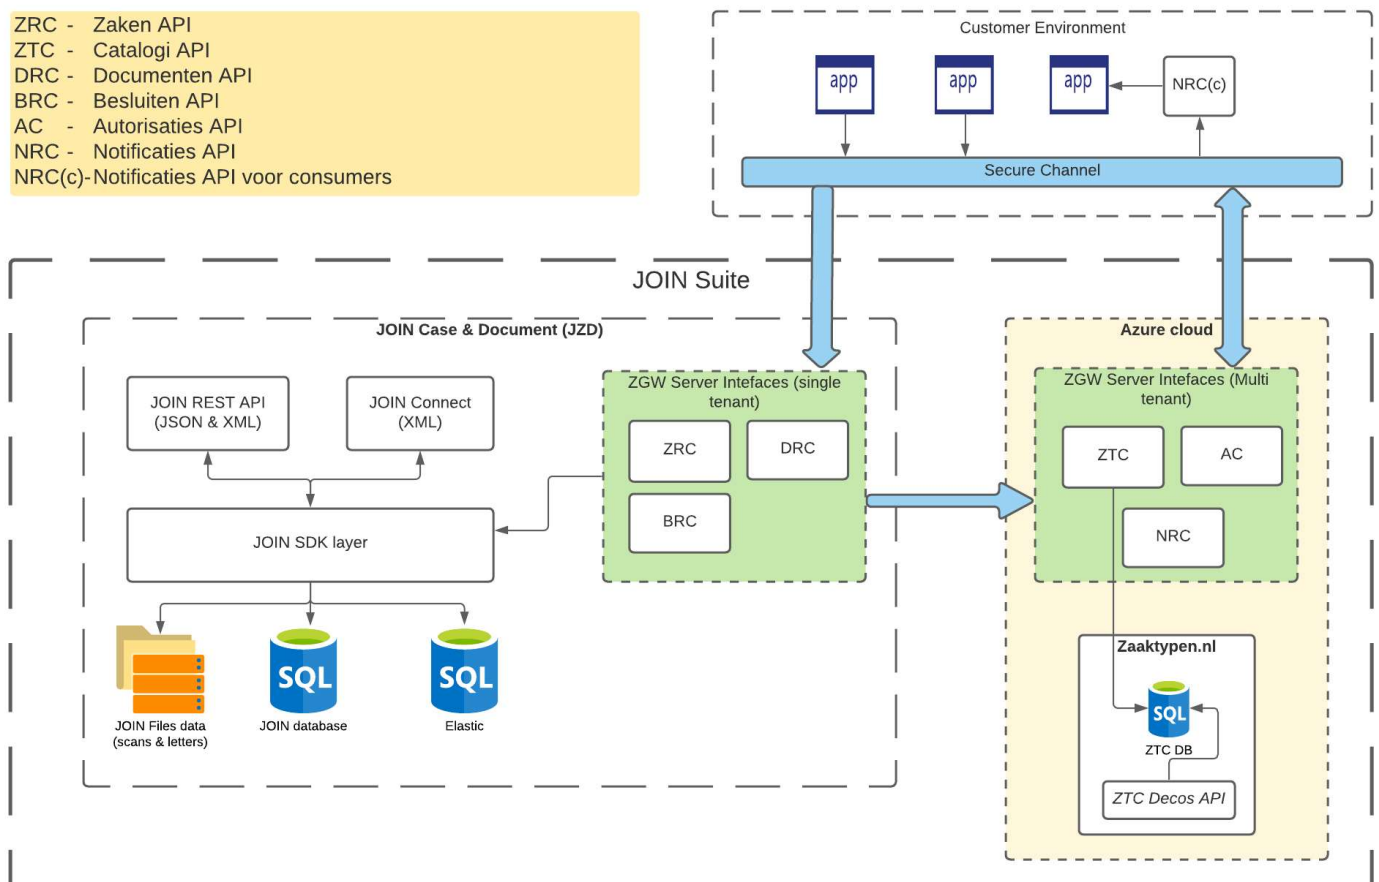 ZRC - Zaken API
ZTC - Catalogi API
DRC - Documenten API
BRC - Besluiten API
AC - Autorisaties API
NRC - Notificaties API
NRC(c)-Notificaties API voor consumers
Customer Environment
app
app
app
NRC(c)
Secure Channel
JOIN Suite
JOIN Case & Document (JZD)
JOIN REST API
(JSON & XML)
JOIN Connect
(XML)
ZGW Server Intefaces (single
tenant)
ZRC
DRC
BRC
JOIN SDK layer
SQL
SQL
JOIN Files data
(scans & letters)
JOIN database
Elastic
Azure cloud
ZGW Server Intefaces (Multi
tenant)
ZTC
AC
NRC
Zaaktypen.nl
SQL
ZTC DB
ZTC Decos API